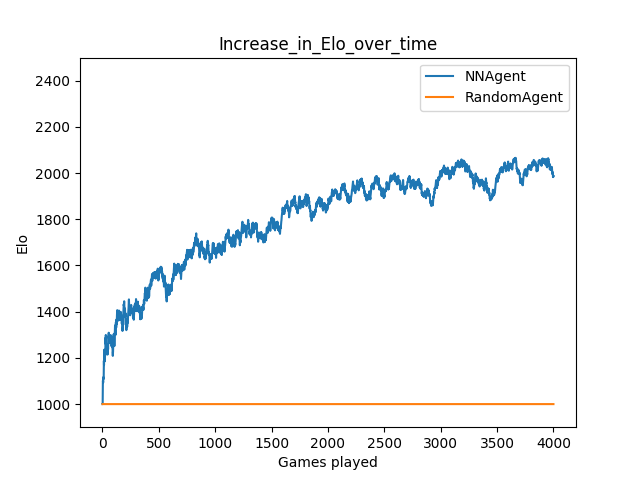 Increase_in_Elo_over_time
NNAgent
RandomAgent
2400
2200
2000
1800
1600
1400
1200
1000
Elo
0 500 1000 1500 2000 2500 3000 3500 4000
Games played